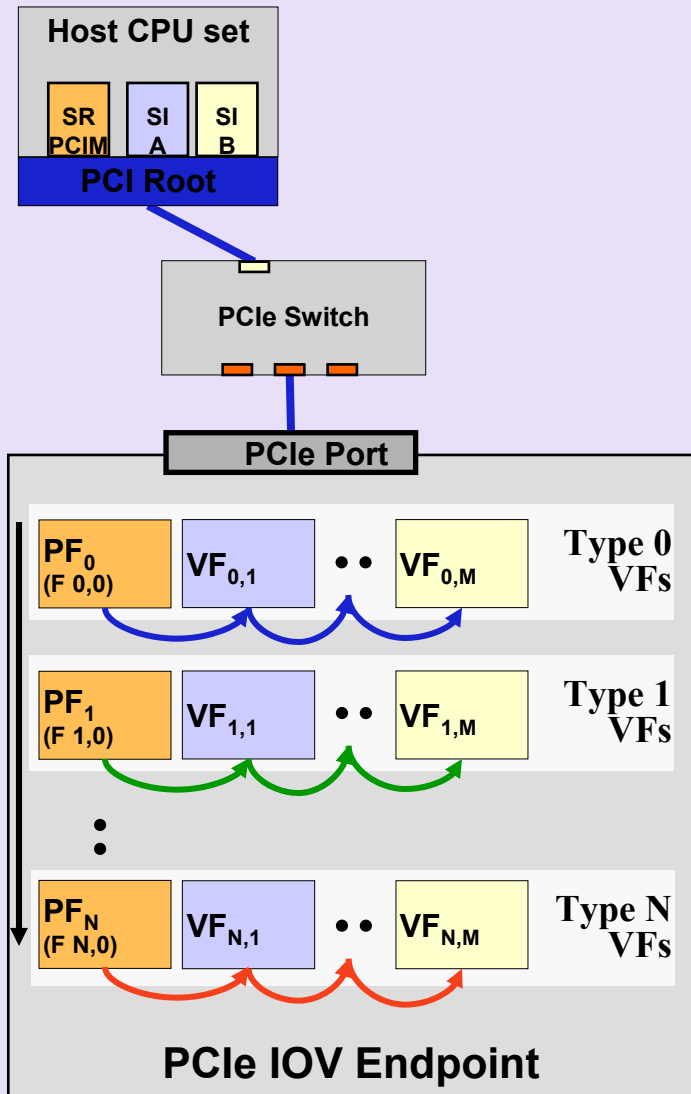 Host CPU set
SR
PCIM
SI
A
SI
B
PCI Root
PCIe Switch
PCIe Port
PF0
(F 0,0)
VF0,1
VF0,M
Type 0
VFs
PF1
(F 1,0)
VF1,1
VF1,M
Type 1
VFs
PFN
(F N,0)
VFN,1
VFN,M
Type N
VFs
PCIe IOV Endpoint